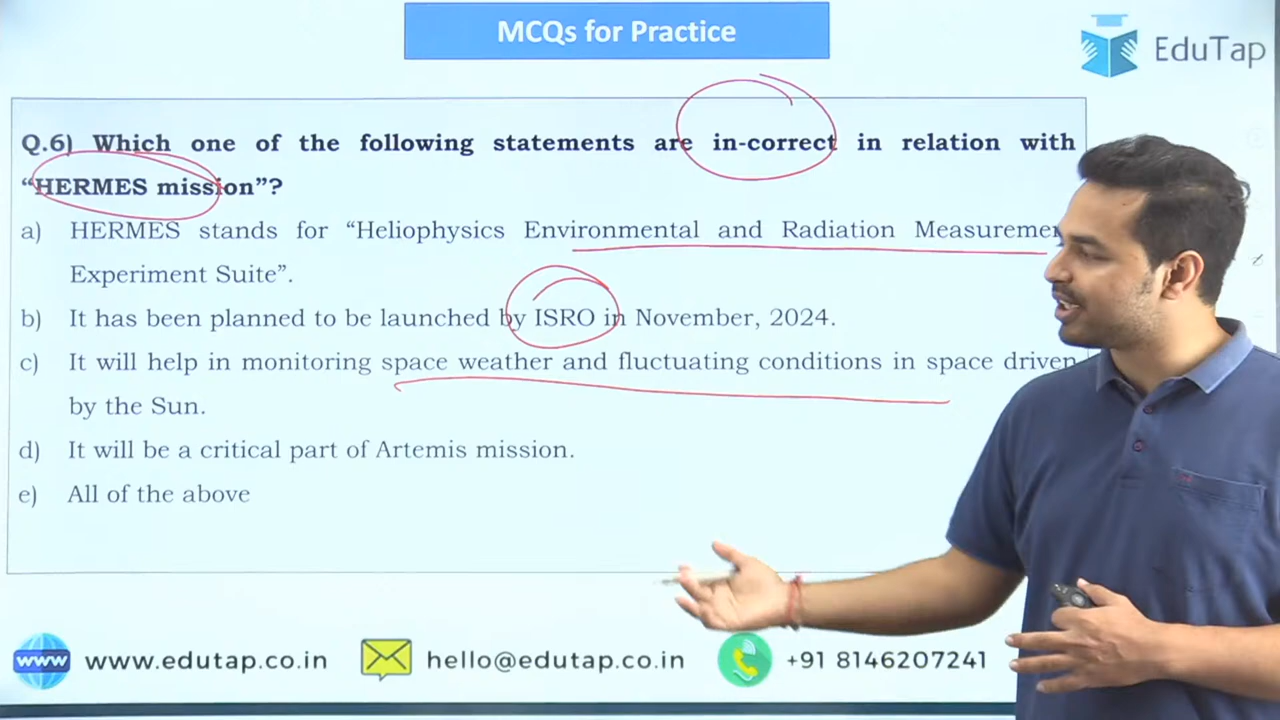 MCQs for Practice
EduTap
Q.6) Which one of the following statements are in-correct in relation with
“HERMES mission”?
a) HERMES stands for “Heliophysics Environmental and Radiation
Experiment Suite”.
b) It has been planned to be launched by ISRO in November, 2024.
c) It will help in monitoring space weather and fluctuating conditions in space driven
by the Sun.
d) It will be a critical part of Artemis mission.
e) All of the above
www www.edutap.co.in hello@edutap.co.in +91 8146207241